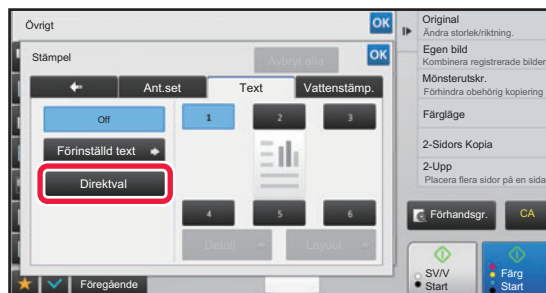 Övrigt
OK
Stämpel
Avbryt alla
OK
Ant.set
Text
Vattenstämp.
Off
Förinställd text
Direktval
1
2
3
4
5
6
Detalj
Layout
Föregående
Original
Ändra storlek/riktning.
Egen bild
Kombinera registrerade bilder
Mönsterutskr.
Förhindra obehörig kopiering
Färgläge
2-Sidors Kopia
2-Upp
Placera flera sidor på en sida
Förhandsgr.
CA
SV/V
Start
Färg
Start